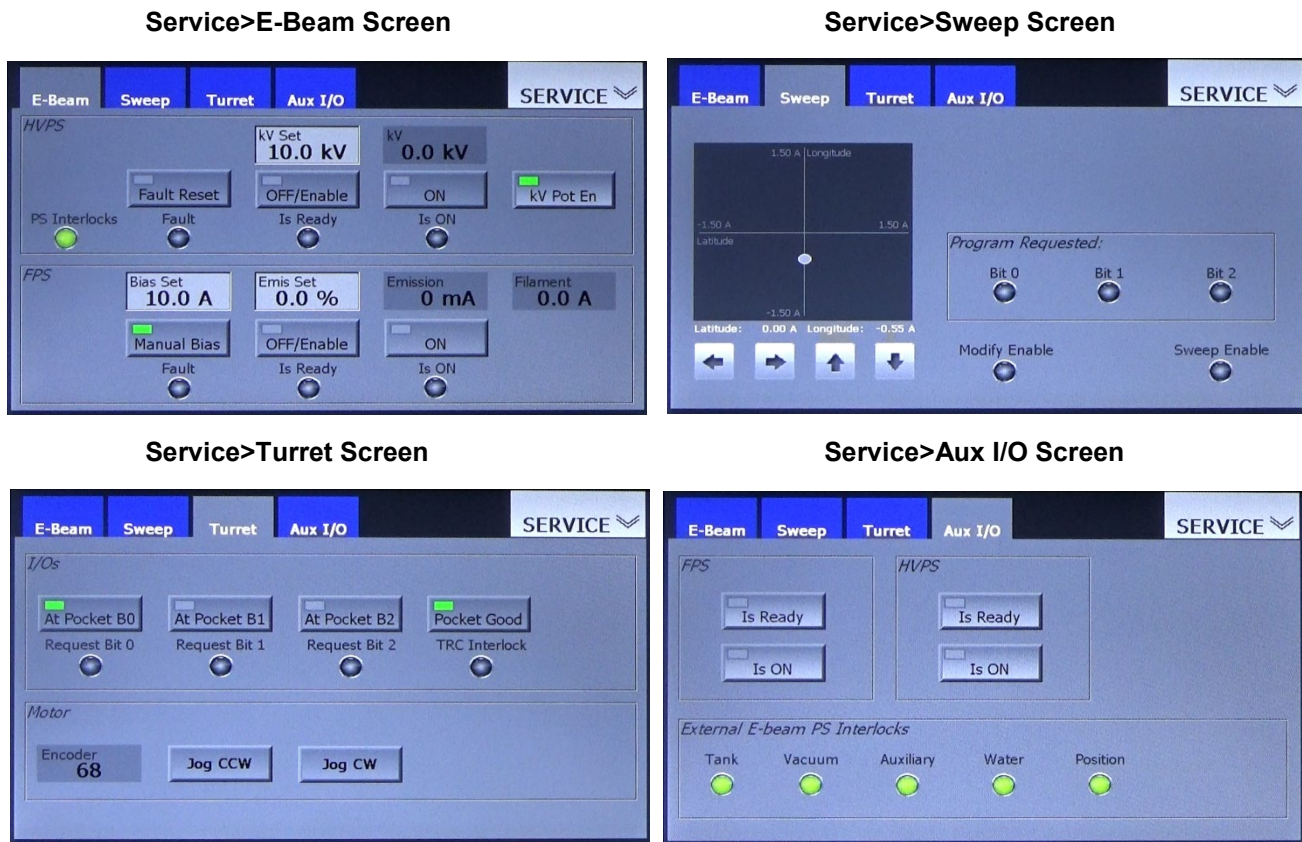 Service>E-Beam Screen
E-Beam Sweep Turret Aux I/O SERVICE
HVPS
kV Set kV
10.0 kV 0.0 kV
Fault Reset OFF/Enable ON kV Pot En
PS Interlocks Fault Is Ready Is ON
FPS
Bias Set Emis Set Emission Filament
10.0 A 0.0 % 0 mA 0.0 A
Manual Bias OFF/Enable ON
Fault Is Ready Is ON
Service>Sweep Screen
E-Beam Sweep Turret Aux I/O SERVICE
1.50 A Longitude
-1.50 A 1.50 A
Latitude
-1.50 A
Latitude: 0.00 A Longitude: -0.55 A
Program Requested:
Bit 0 Bit 1 Bit 2
Modify Enable Sweep Enable
Service>Turret Screen
E-Beam Sweep Turret Aux I/O SERVICE
I/Os
At Pocket B0 At Pocket B1 At Pocket B2 Pocket Good
Request Bit 0 Request Bit 1 Request Bit 2 TRC Interlock
Motor
Encoder
68 Jog CCW Jog CW
Service>Aux I/O Screen
E-Beam Sweep Turret Aux I/O SERVICE
FPS HVPS
Is Ready Is Ready
Is ON Is ON
External E-beam PS Interlocks
Tank Vacuum Auxiliary Water Position